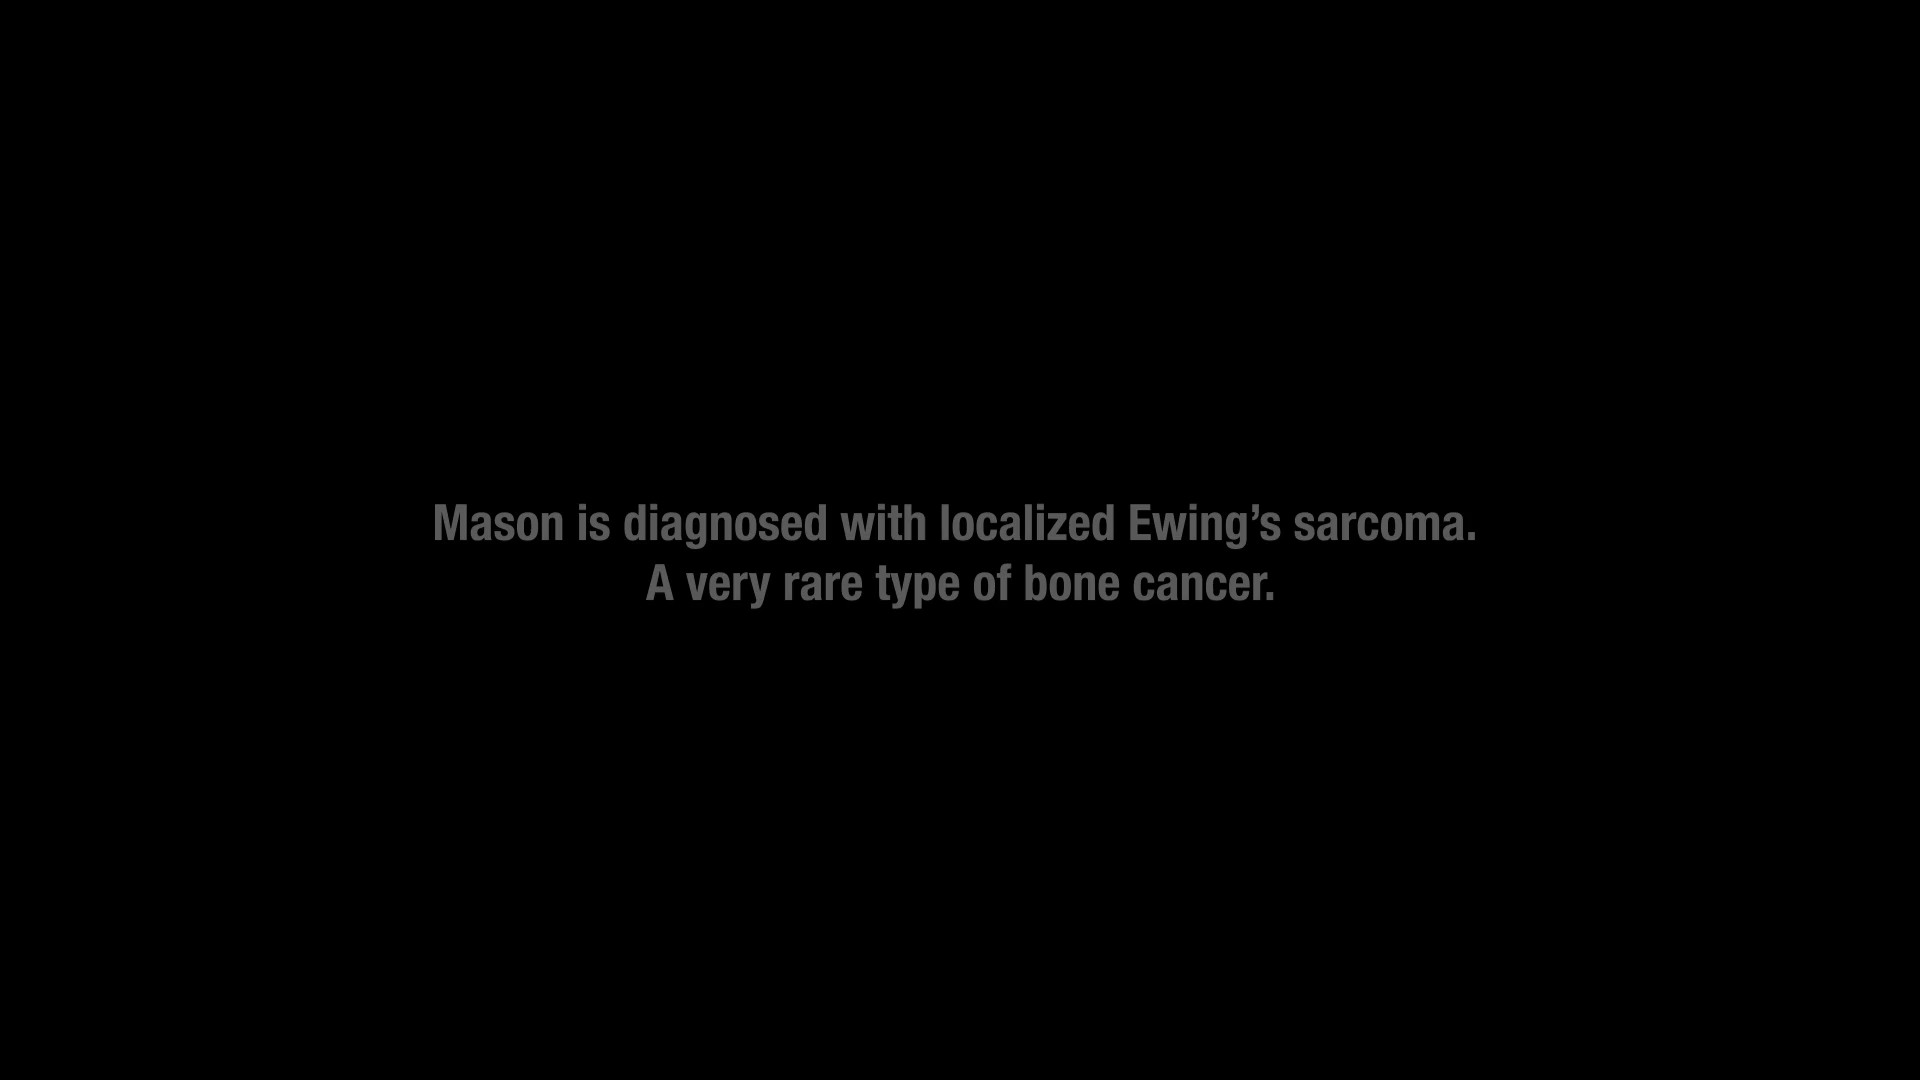 Mason is diagnosed with localized Ewing’s sarcoma.
A very rare type of bone cancer.